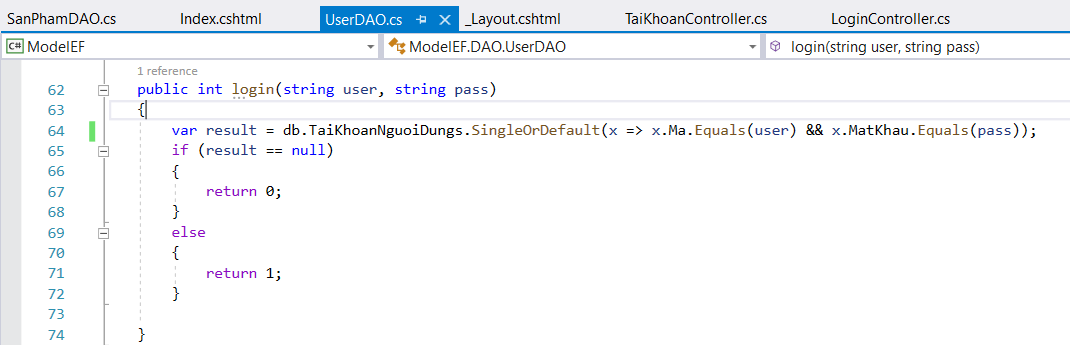 SanPhamDAO.cs Index.cshtml UserDAO.cs _Layout.cshtml TaiKhoanController.cs LoginController.cs
C# ModelEF ModelEF.DAO.UserDAO login(string user, string pass)
1 reference
62 public int login(string user, string pass)
63 {
64 var result = db.TaiKhoanNguoiDungs.SingleOrDefault(x => x.Ma.Equals(user) && x.MatKhau.Equals(pass));
65 if (result == null)
66 {
67 return 0;
68 }
69 else
70 {
71 return 1;
72 }
73
74 }